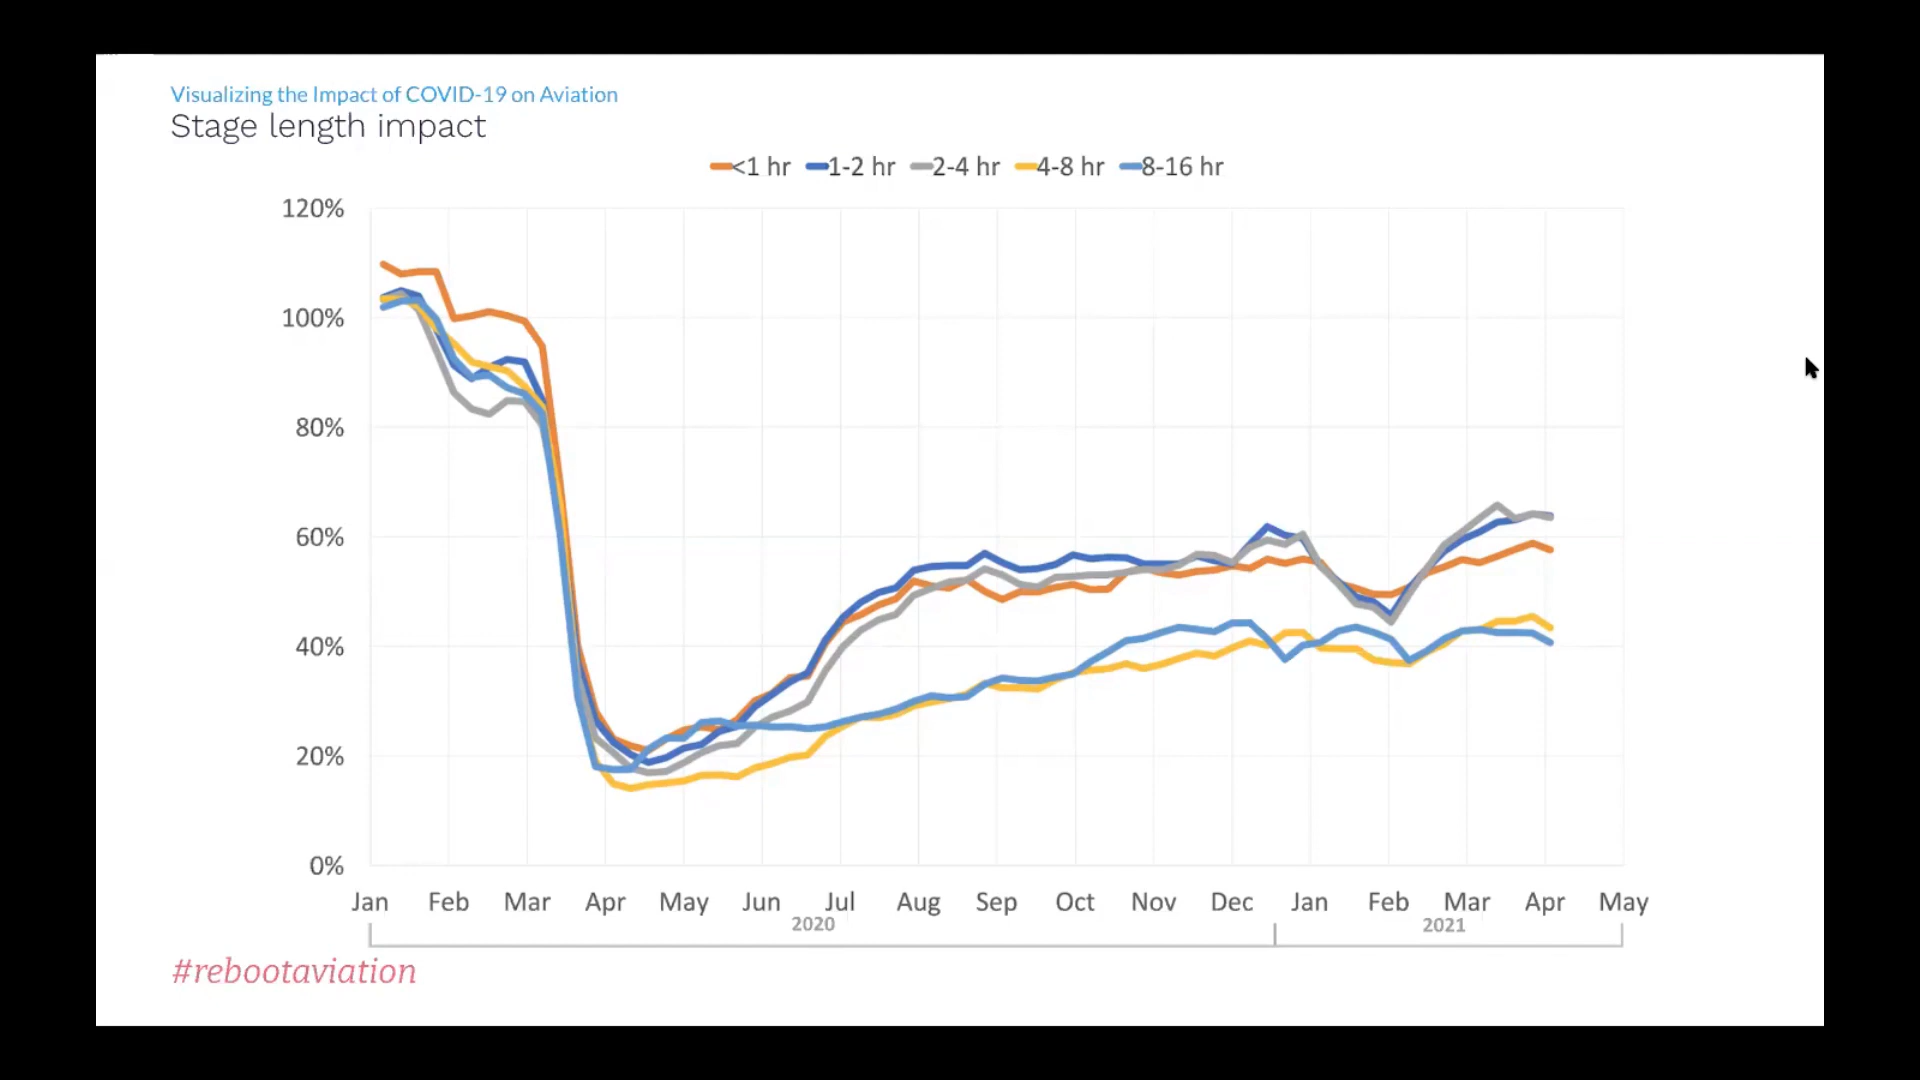 Visualizing the Impact of COVID-19 on Aviation
Stage length impact
<1 hr 1-2 hr 2-4 hr 4-8 hr 8-16 hr
120%
100%
80%
60%
40%
20%
0%
Jan Feb Mar Apr May Jun Jul Aug Sep Oct Nov Dec Jan Feb Mar Apr May
2020 2021
#rebootaviation